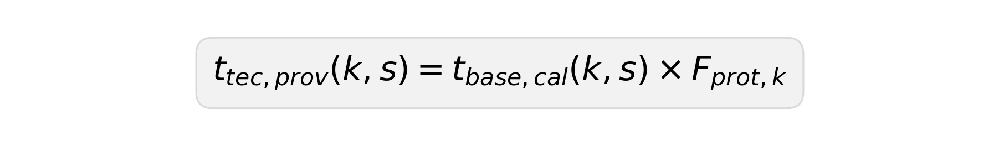 t_{tec,prov}(k,s) = t_{base,cal}(k,s) × F_{prot,k}